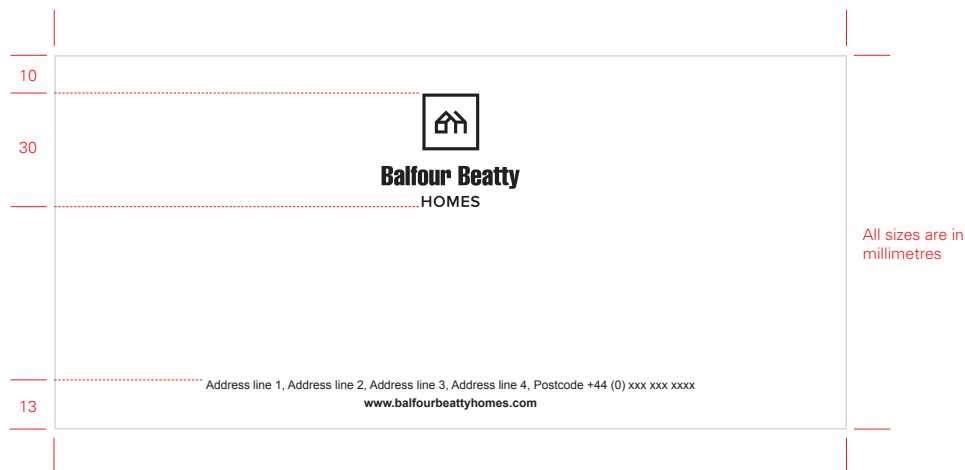 10
30
Balfour Beatty
HOMES
All sizes are in
millimetres
Address line 1, Address line 2, Address line 3, Address line 4, Postcode +44 (0) xxx xxx xxxx
www.balfourbeattyhomes.com
13